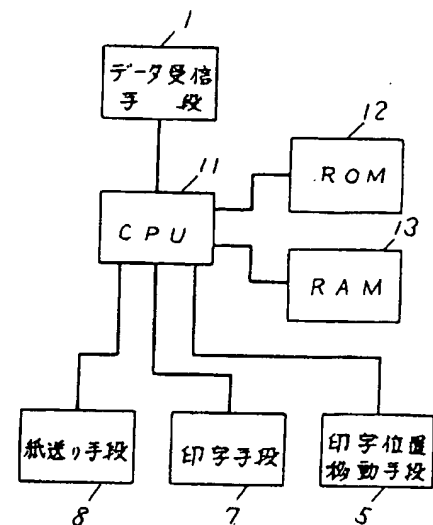 1
データ受信
手段
12
ROM
11
CPU
13
RAM
紙送り手段
印字手段
印字位置
移動手段
8
7
5